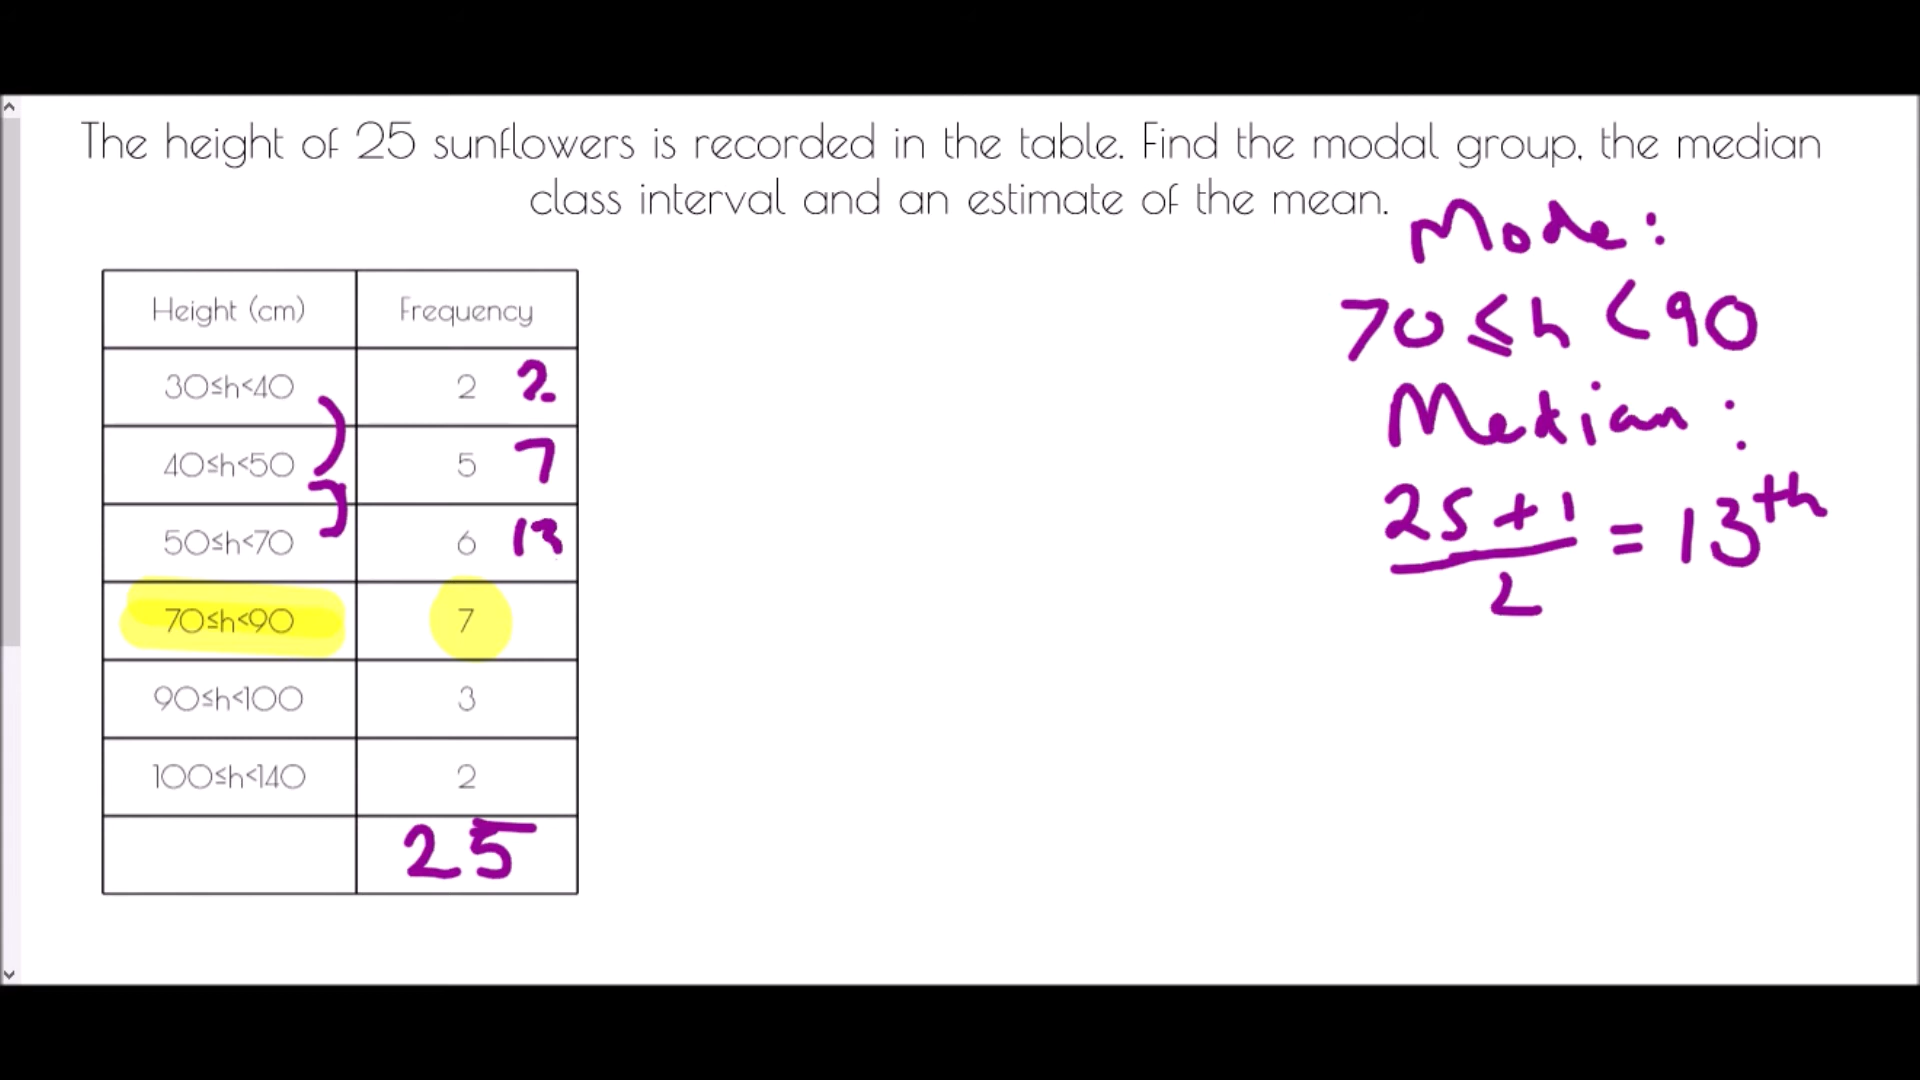 The height of 25 sunflowers is recorded in the table. Find the modal group, the median
class interval and an estimate of the mean.
Mode:
70≤h<90
Median:
25+1
2
=13th
Height (cm) Frequency
30≤h<40 2 2
40≤h<50 5 7
50≤h<70 6 13
70≤h<90 7
90≤h<100 3
100≤h<140 2
25